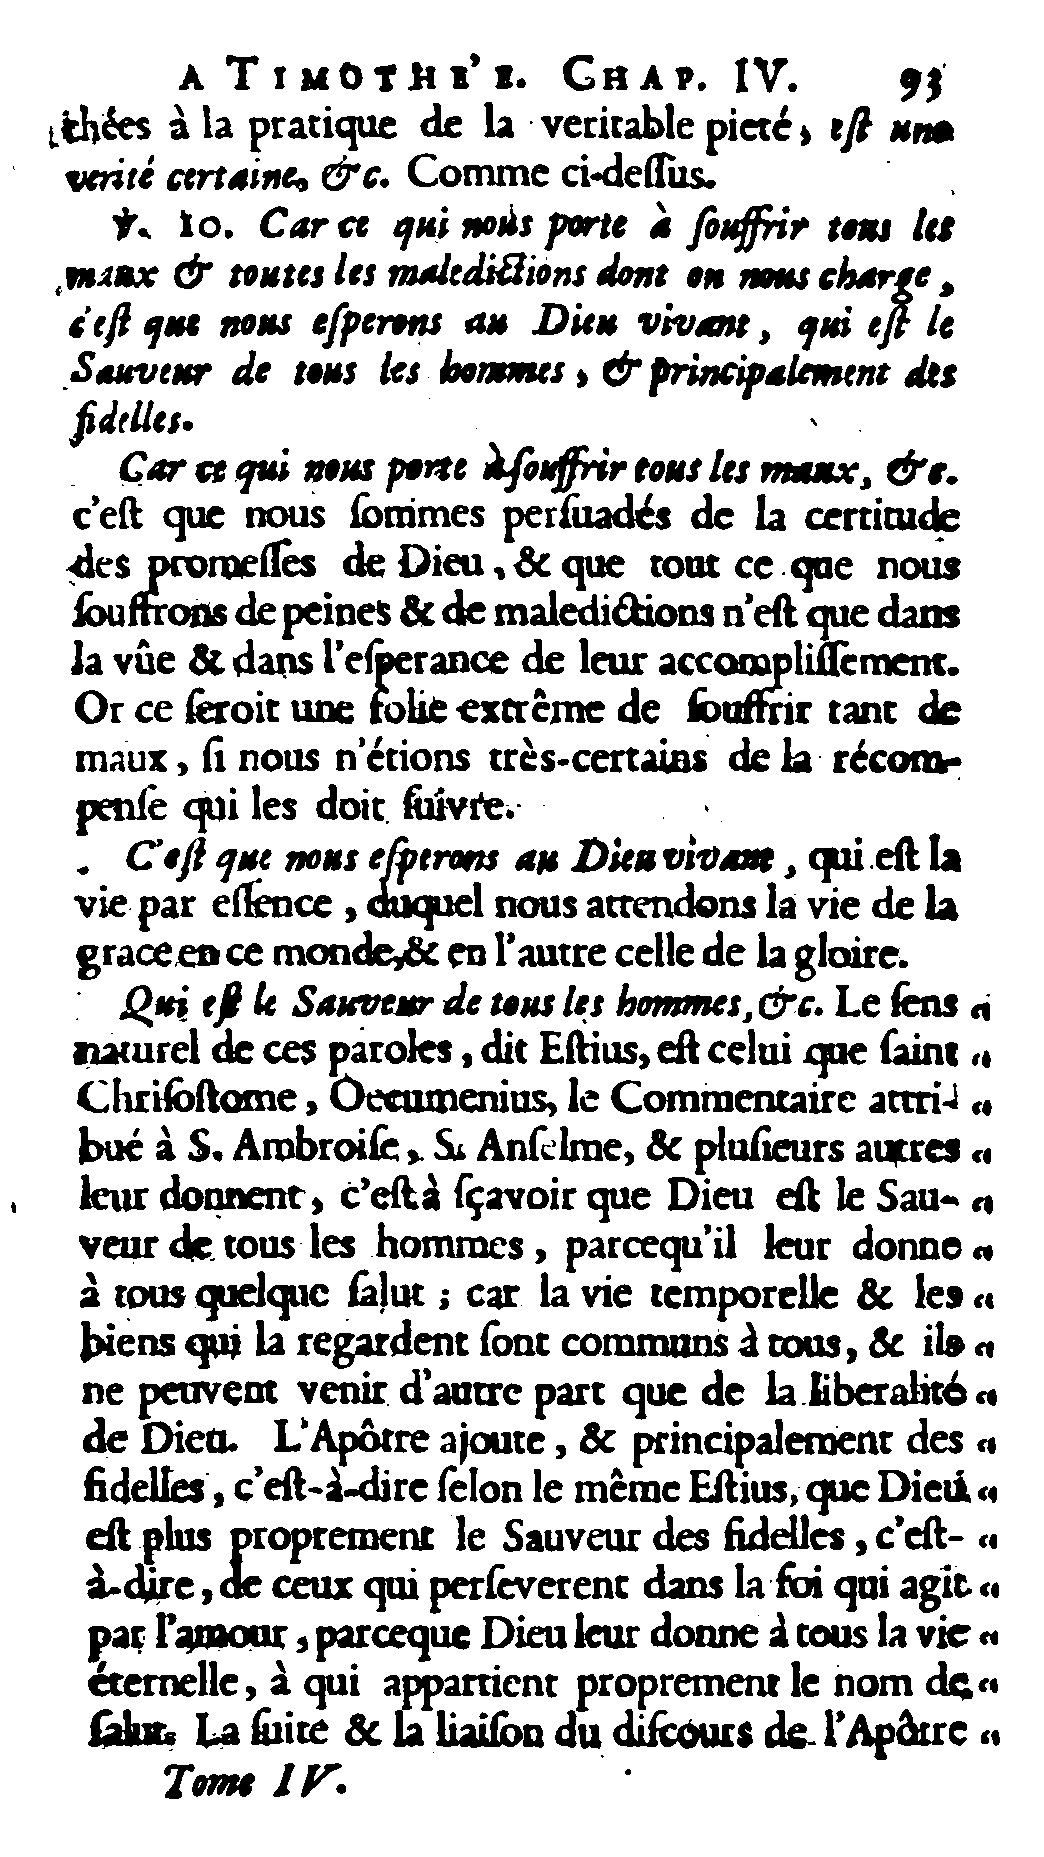 A TIMOTHE'E. CHAP. IV. 93
thées à la pratique de la veritable pieté, est une
verité certaine, &c. Comme ci-dessus.
℣. 10. Car ce qui nous porte à souffrir tous les
maux & toutes les maledictions dont on nous charge,
c'est que nous esperons au Dieu vivant, qui est le
Sauveur de tous les hommes, & principalement des
fidelles.
Car ce qui nous porte à souffrir tous les maux, &c.
c'est que nous sommes persuadés de la certitude
des promesses de Dieu, & que tout ce que nous
souffrons de peines & de maledictions n'est que dans
la vûe & dans l'esperance de leur accomplissement.
Or ce seroit une folie extrême de souffrir tant de
maux, si nous n'étions très-certains de la récom-
pense qui les doit suivre.
C'est que nous esperons au Dieu vivant, qui est la
vie par essence, duquel nous attendons la vie de la
grace en ce monde, & en l'autre celle de la gloire.
Qui est le Sauveur de tous les hommes, &c. Le sens "
naturel de ces paroles, dit Estius, est celui que saint "
Chrisostome, Oecumenius, le Commentaire attri- "
bué à S. Ambroise, S. Anselme, & plusieurs autres "
leur donnent, c'est à sçavoir que Dieu est le Sau- "
veur de tous les hommes, parcequ'il leur donne "
à tous quelque salut ; car la vie temporelle & les "
biens qui la regardent sont communs à tous, & ils "
ne peuvent venir d'autre part que de la liberalité "
de Dieu. L'Apôtre ajoute, & principalement des "
fidelles, c'est-à-dire selon le même Estius, que Dieu "
est plus proprement le Sauveur des fidelles, c'est- "
à-dire, de ceux qui perseverent dans la foi qui agit "
par l'amour, parceque Dieu leur donne à tous la vie "
éternelle, à qui appartient proprement le nom de "
salut. La suite & la liaison du discours de l'Apôtre "
Tome IV.